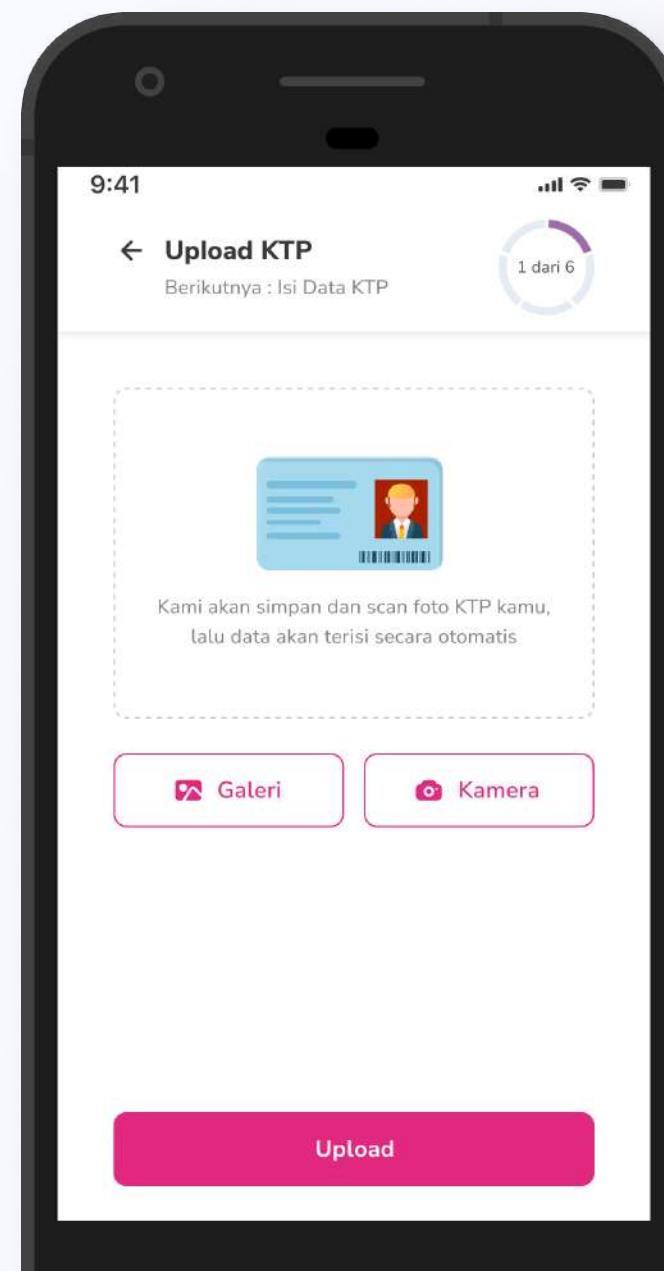 9:41
Upload KTP
Berikutnya : Isi Data KTP
1 dari 6
Kami akan simpan dan scan foto KTP kamu,
lalu data akan terisi secara otomatis
Galeri
Kamera
Upload